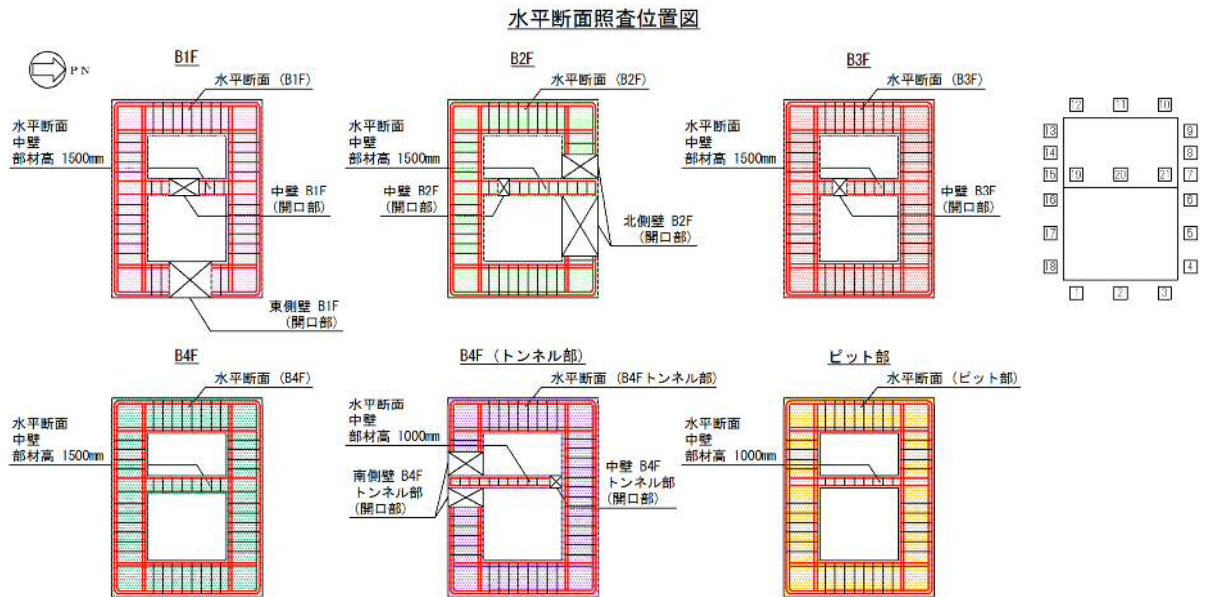 水平断面照査位置図
PN
B1F
水平断面 (B1F)
水平断面
中壁
部材高 1500mm
中壁 B1F
(開口部)
東側壁 B1F
(開口部)
B2F
水平断面 (B2F)
水平断面
中壁
部材高 1500mm
中壁 B2F
(開口部)
北側壁 B2F
(開口部)
B3F
水平断面 (B3F)
水平断面
中壁
部材高 1500mm
中壁 B3F
(開口部)
12 11 10
13 9
14 8
15 19 20 21 7
16 6
17 5
18 4
1 2 3
B4F
水平断面 (B4F)
水平断面
中壁
部材高 1500mm
B4F (トンネル部)
水平断面 (B4Fトンネル部)
水平断面
中壁
部材高 1000mm
南側壁 B4F
トンネル部
(開口部)
中壁 B4F
トンネル部
(開口部)
ピット部
水平断面 (ピット部)
水平断面
中壁
部材高 1000mm